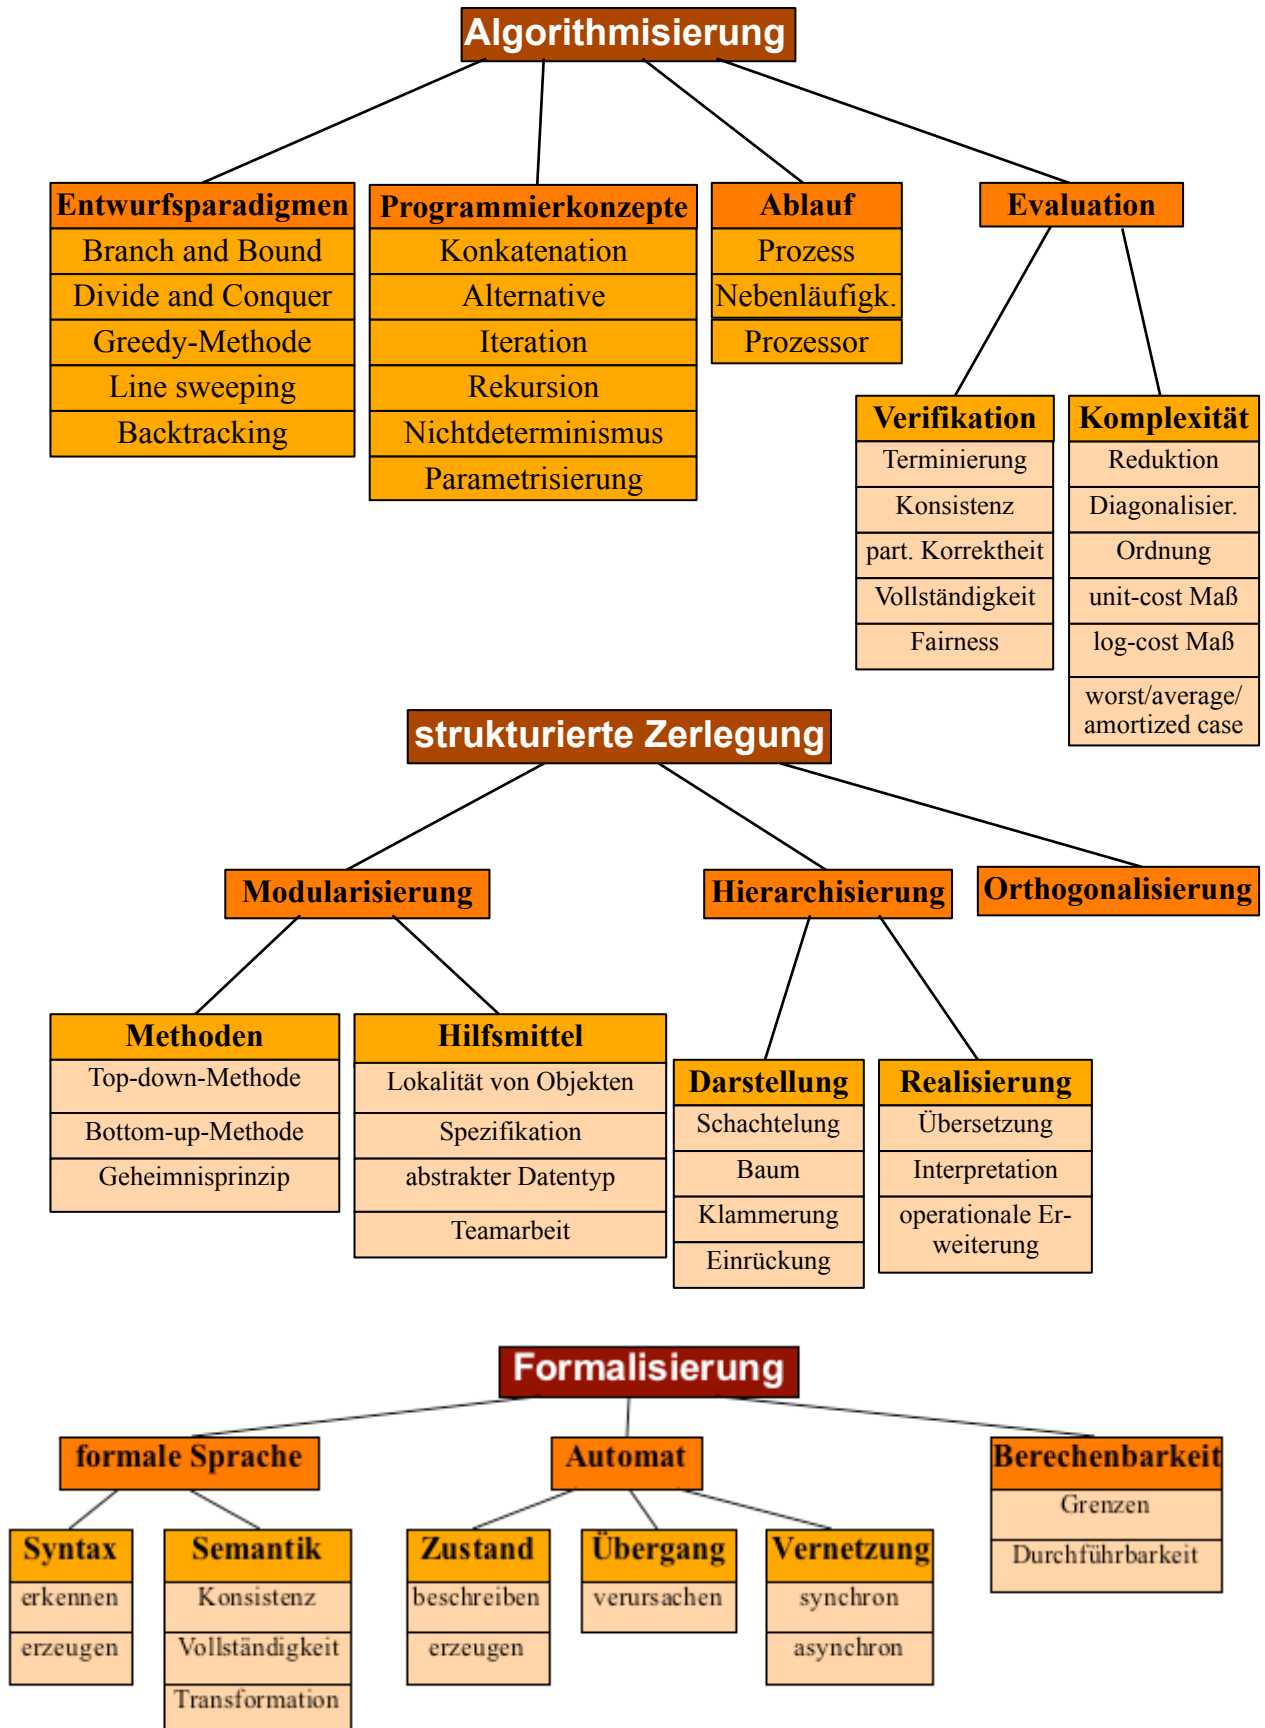 Algorithmisierung
Entwurfsparadigmen
Branch and Bound
Divide and Conquer
Greedy-Methode
Line sweeping
Backtracking
Programmierkonzepte
Konkatenation
Alternative
Iteration
Rekursion
Nichtdeterminismus
Parametrisierung
Ablauf
Prozess
Nebenläufigk.
Prozessor
Evaluation
Verifikation
Terminierung
Konsistenz
part. Korrektheit
Vollständigkeit
Fairness
Komplexität
Reduktion
Diagonalisier.
Ordnung
unit-cost Maß
log-cost Maß
worst/average/
amortized case
strukturierte Zerlegung
Modularisierung
Methoden
Top-down-Methode
Bottom-up-Methode
Geheimnisprinzip
Hilfsmittel
Lokalität von Objekten
Spezifikation
abstrakter Datentyp
Teamarbeit
Hierarchisierung
Darstellung
Schachtelung
Baum
Klammerung
Einrückung
Realisierung
Übersetzung
Interpretation
operationale Er-
weiterung
Orthogonalisierung
Formalisierung
formale Sprache
Syntax
erkennen
erzeugen
Semantik
Konsistenz
Vollständigkeit
Transformation
Automat
Zustand
beschreiben
erzeugen
Übergang
verursachen
Vernetzung
synchron
asynchron
Berechenbarkeit
Grenzen
Durchführbarkeit